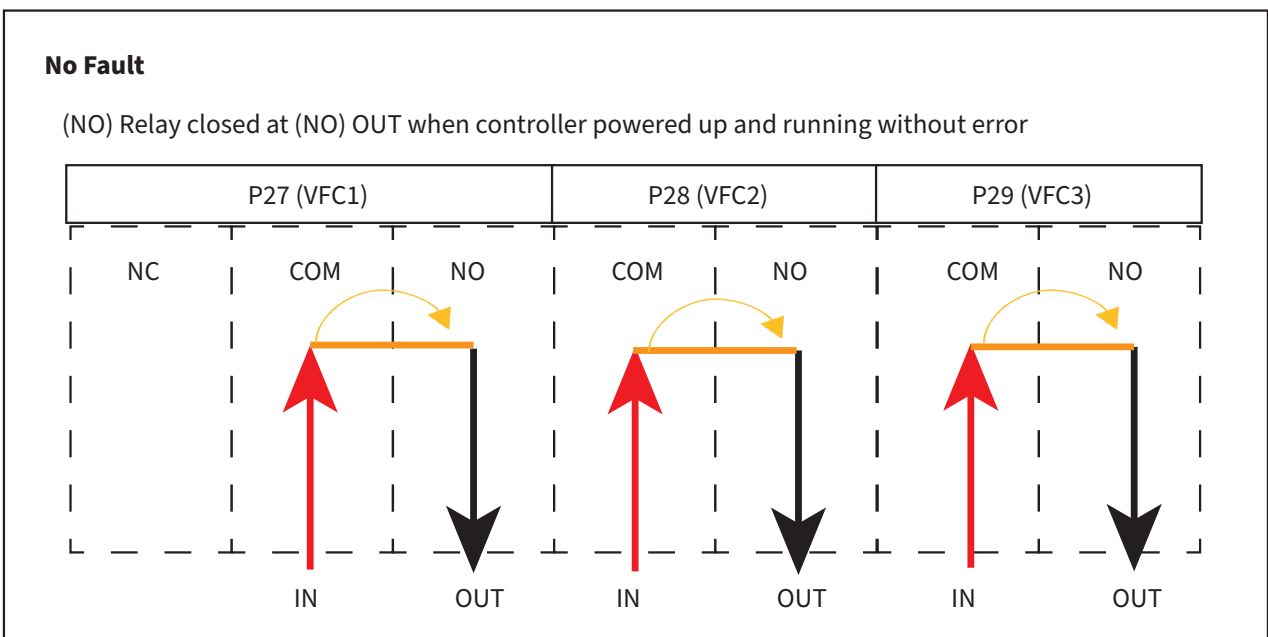 No Fault
(NO) Relay closed at (NO) OUT when controller powered up and running without error
P27 (VFC1) P28 (VFC2) P29 (VFC3)
NC COM NO COM NO COM NO
IN OUT IN OUT IN OUT